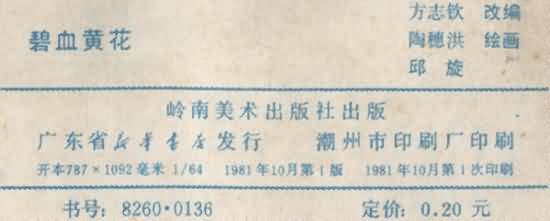 碧血黄花
方志钦 改编
陶穗洪 绘画
邱旋
岭南美术出版社出版
广东省新华书店发行 潮州市印刷厂印刷
开本787×1092毫米 1/64 1981年10月第1版 1981年10月第1次印刷
书号：8260·0136 定价：0.20元